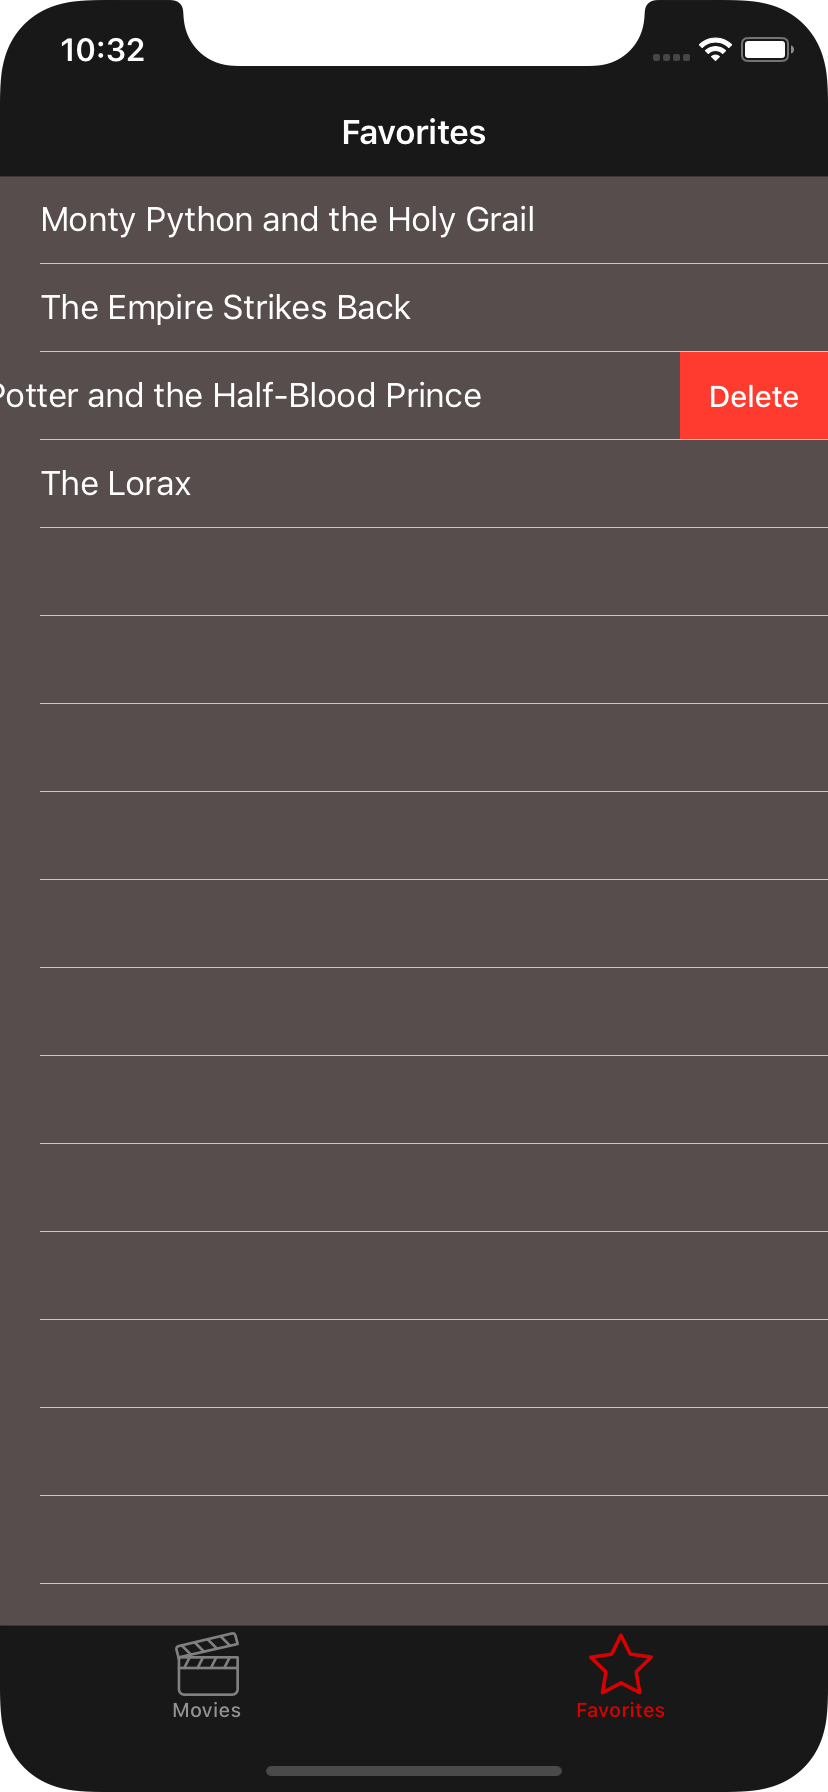 10:32
Favorites
Monty Python and the Holy Grail
The Empire Strikes Back
Potter and the Half-Blood Prince
Delete
The Lorax
Movies
Favorites